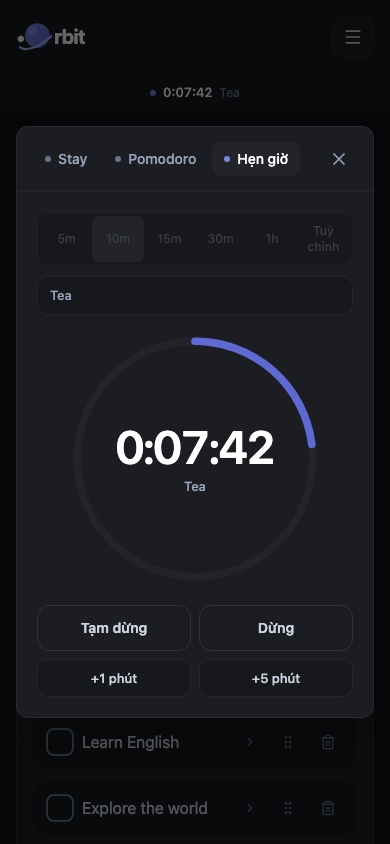 rbit
0:07:42 Tea
Stay Pomodoro Hẹn giờ
5m 10m 15m 30m 1h Tuỳ chỉnh
Tea
0:07:42
Tea
Tạm dừng Dừng
+1 phút +5 phút
Learn English
Explore the world